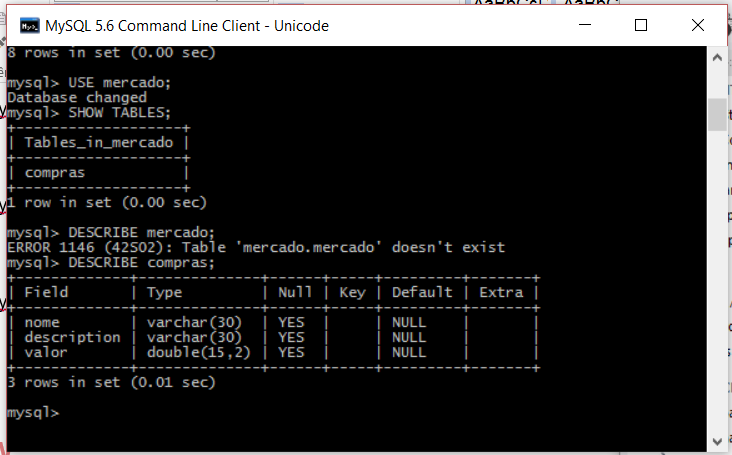 MySQL 5.6 Command Line Client - Unicode
8 rows in set (0.00 sec)
mysql> USE mercado;
Database changed
mysql> SHOW TABLES;
+-------------------+
| Tables_in_mercado |
+-------------------+
| compras           |
+-------------------+
1 row in set (0.00 sec)
mysql> DESCRIBE mercado;
ERROR 1146 (42S02): Table 'mercado.mercado' doesn't exist
mysql> DESCRIBE compras;
+-------------+--------------+------+-----+---------+-------+
| Field       | Type         | Null | Key | Default | Extra |
+-------------+--------------+------+-----+---------+-------+
| nome        | varchar(30)  | YES  |     | NULL    |       |
| description | varchar(30)  | YES  |     | NULL    |       |
| valor       | double(15,2) | YES  |     | NULL    |       |
+-------------+--------------+------+-----+---------+-------+
3 rows in set (0.01 sec)
mysql>